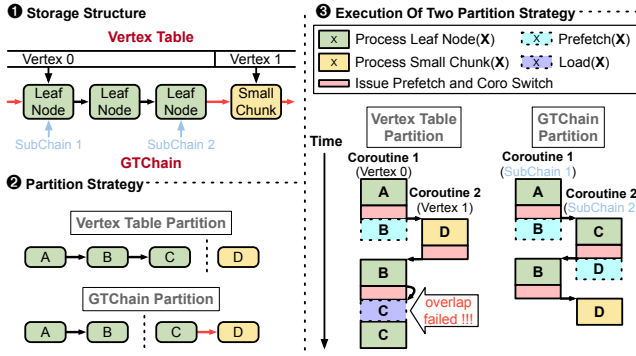 ❶ Storage Structure
Vertex Table
Vertex 0
Vertex 1
Leaf Node
Leaf Node
Leaf Node
Small Chunk
SubChain 1
SubChain 2
GTChain
❷ Partition Strategy
Vertex Table Partition
A
B
C
D
GTChain Partition
A
B
C
D
❸ Execution Of Two Partition Strategy
X Process Leaf Node(X)
X Prefetch(X)
X Process Small Chunk(X)
X Load(X)
Issue Prefetch and Coro Switch
Time
Vertex Table
Partition
Coroutine 1
(Vertex 0)
Coroutine 2
(Vertex 1)
A
B
D
B
C
C
overlap
failed !!!
GTChain
Partition
Coroutine 1
(SubChain 1)
Coroutine 2
(SubChain 2)
A
B
C
B
D
D